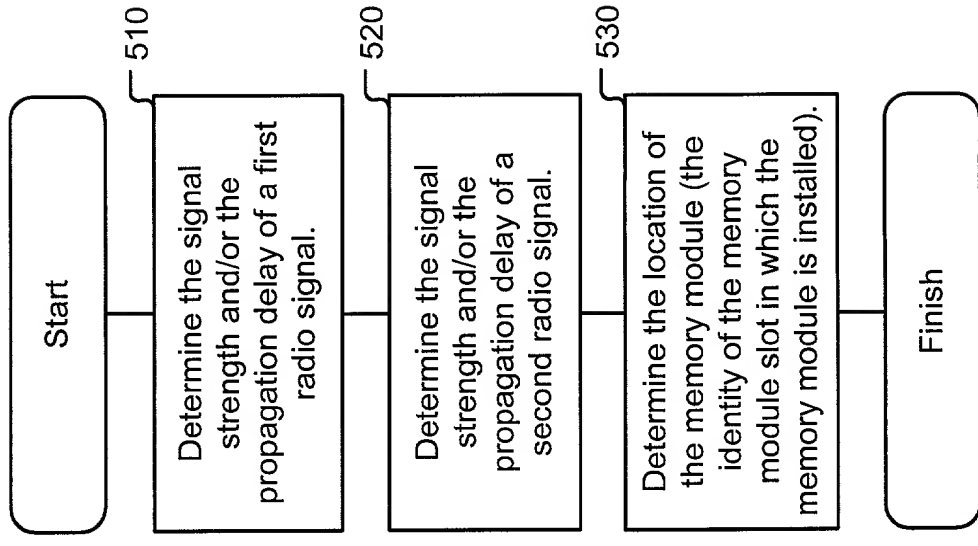 Start
510
Determine the signal
strength and/or the
propagation delay of a first
radio signal.
520
Determine the signal
strength and/or the
propagation delay of a
second radio signal.
530
Determine the location of
the memory module (the
identity of the memory
module slot in which the
memory module is installed).
Finish